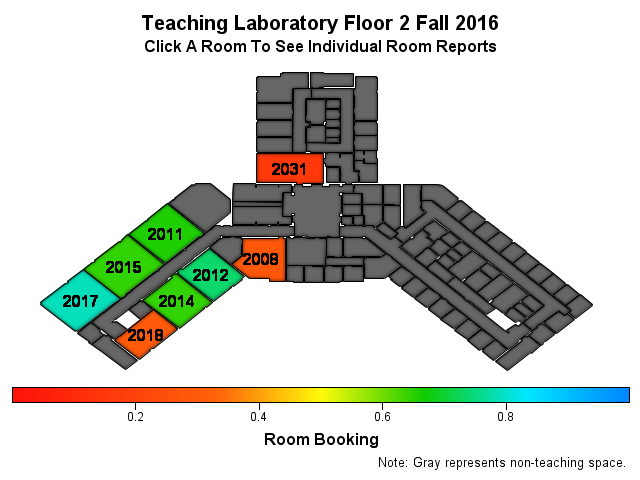 Teaching Laboratory Floor 2 Fall 2016
Click A Room To See Individual Room Reports
2031
2011
2015
2008
2012
2017
2014
2018
0.2 0.4 0.6 0.8
Room Booking
Note: Gray represents non-teaching space.